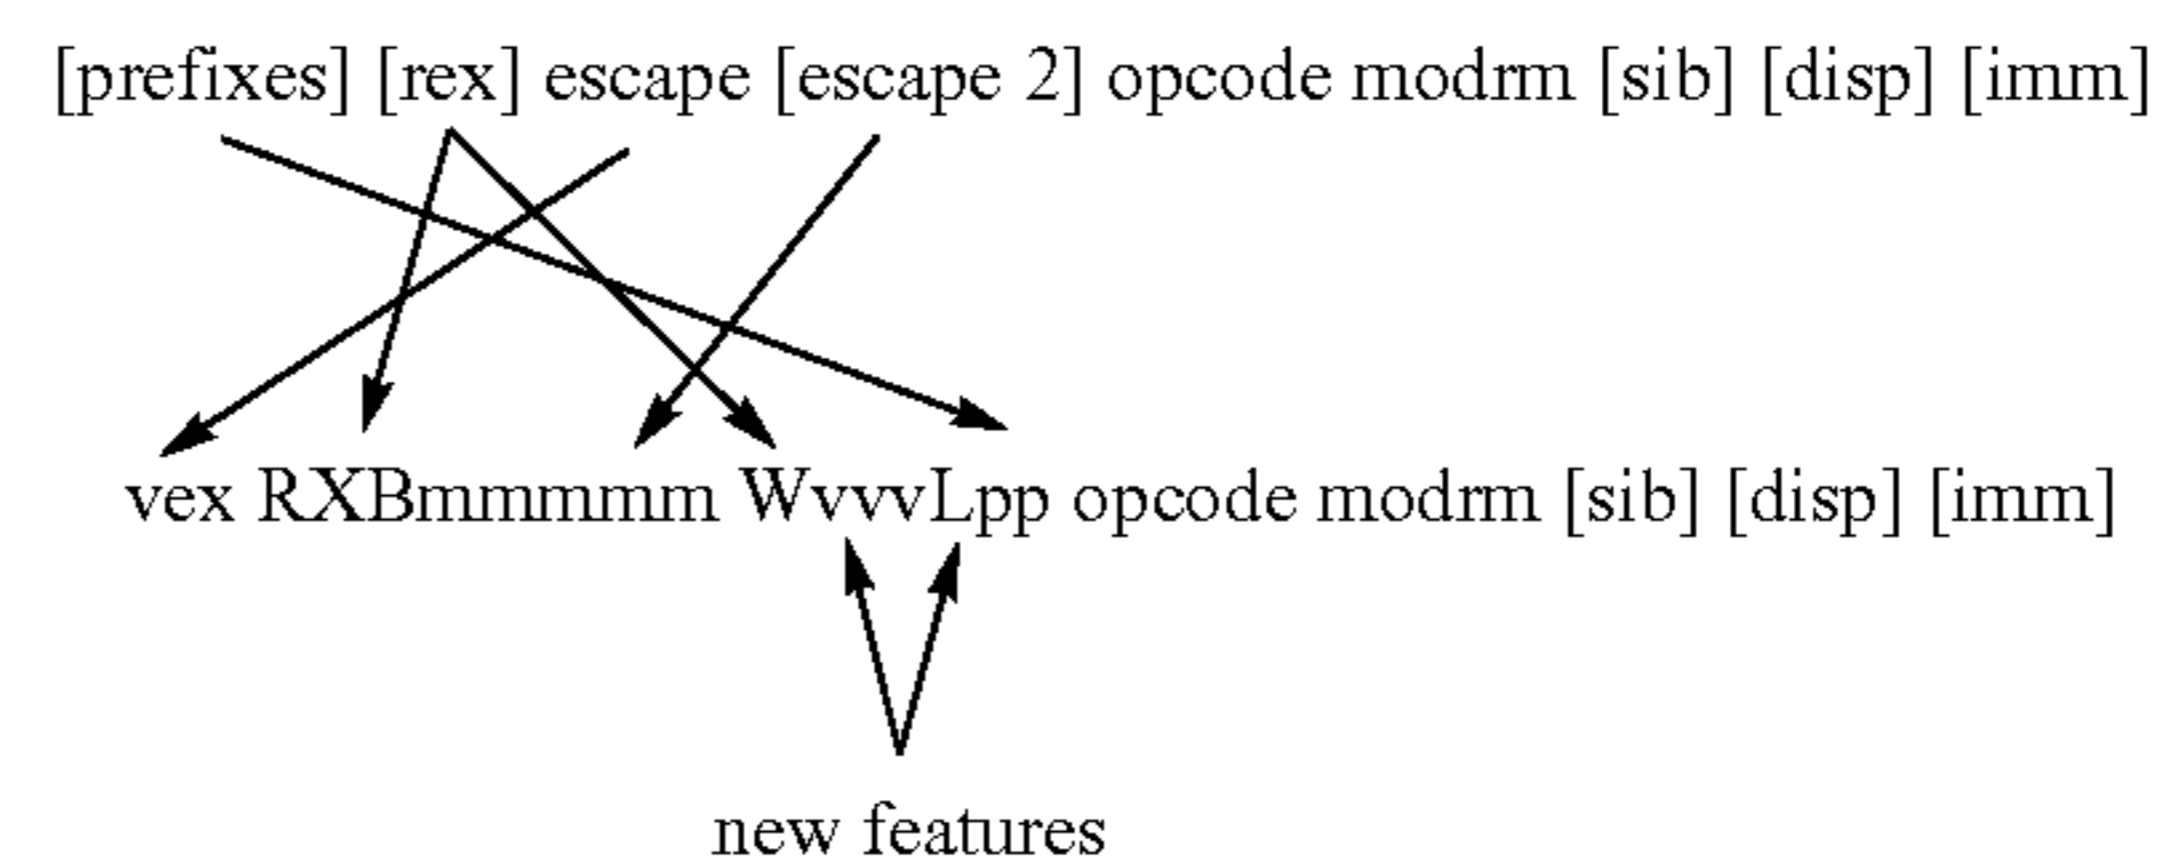 [prefixes] [rex] escape [escape 2] opcode modrm [sib] [disp] [imm]
vex RXBmmmmm WvvvLpp opcode modrm [sib] [disp] [imm]
new features